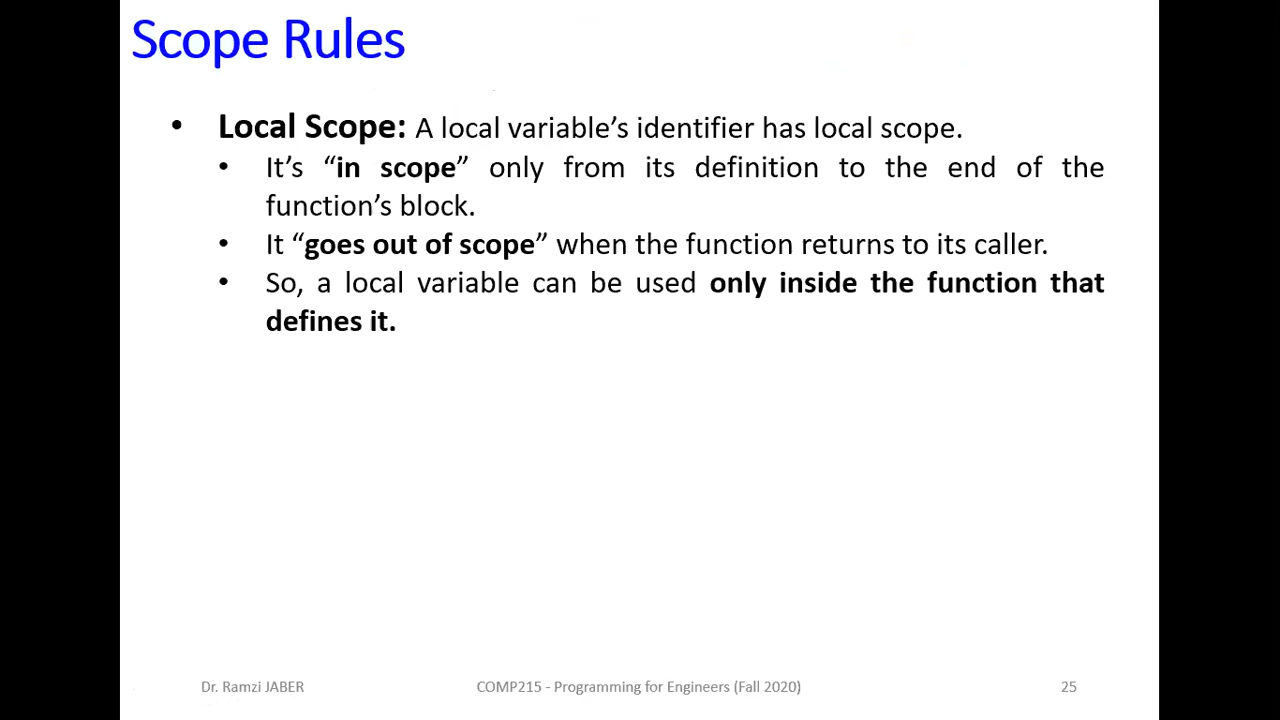 Scope Rules
• Local Scope: A local variable’s identifier has local scope.
• It’s “in scope” only from its definition to the end of the
function’s block.
• It “goes out of scope” when the function returns to its caller.
• So, a local variable can be used only inside the function that
defines it.
Dr. Ramzi JABER COMP215 - Programming for Engineers (Fall 2020) 25